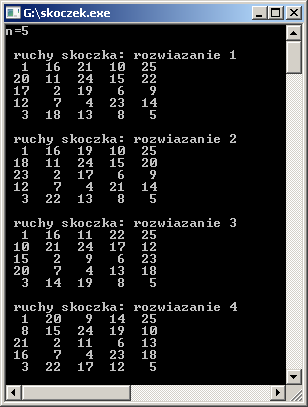 G:\skoczek.exe
n=5
ruchy skoczka: rozwiazanie 1
1 16 21 10 25
20 11 24 15 22
17 2 19 6 9
12 7 4 23 14
3 18 13 8 5
ruchy skoczka: rozwiazanie 2
1 16 19 10 25
18 11 24 15 20
23 2 17 6 9
12 7 4 21 14
3 22 13 8 5
ruchy skoczka: rozwiazanie 3
1 16 11 22 25
10 21 24 17 12
15 2 9 6 23
20 7 4 13 18
3 14 19 8 5
ruchy skoczka: rozwiazanie 4
1 20 9 14 25
8 15 24 19 10
21 2 11 6 13
16 7 4 23 18
3 22 17 12 5